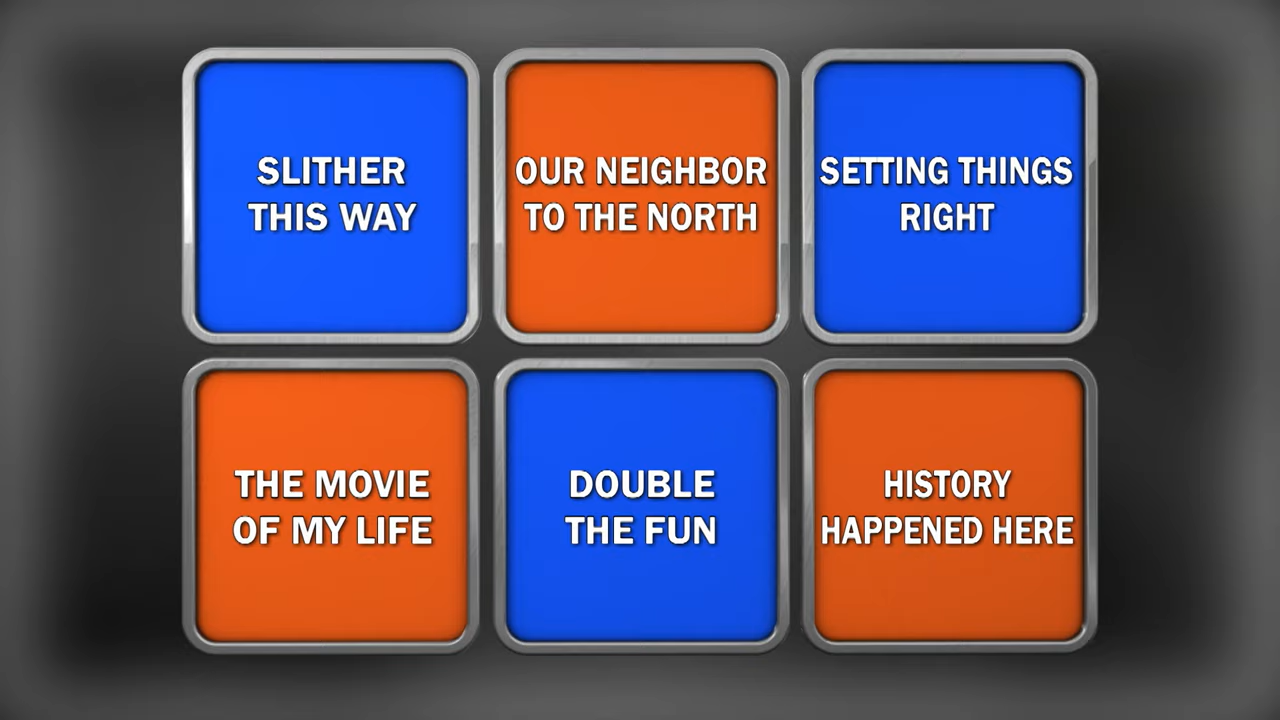 SLITHER
THIS WAY
OUR NEIGHBOR
TO THE NORTH
SETTING THINGS
RIGHT
THE MOVIE
OF MY LIFE
DOUBLE
THE FUN
HISTORY
HAPPENED HERE